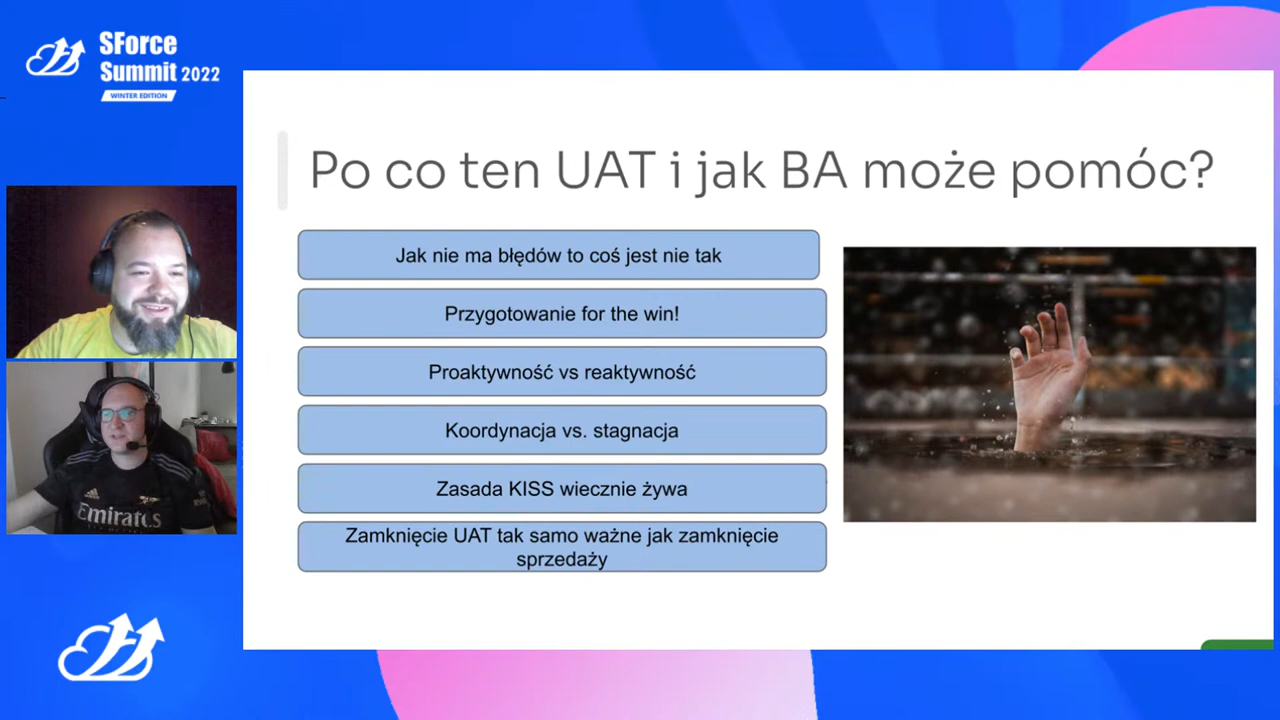 SForce
Summit 2022
WINTER EDITION
Po co ten UAT i jak BA może pomóc?
Jak nie ma błędów to coś jest nie tak
Przygotowanie for the win!
Proaktywność vs reaktywność
Koordynacja vs. stagnacja
Zasada KISS wiecznie żywa
Zamknięcie UAT tak samo ważne jak zamknięcie
sprzedaży
Emirates